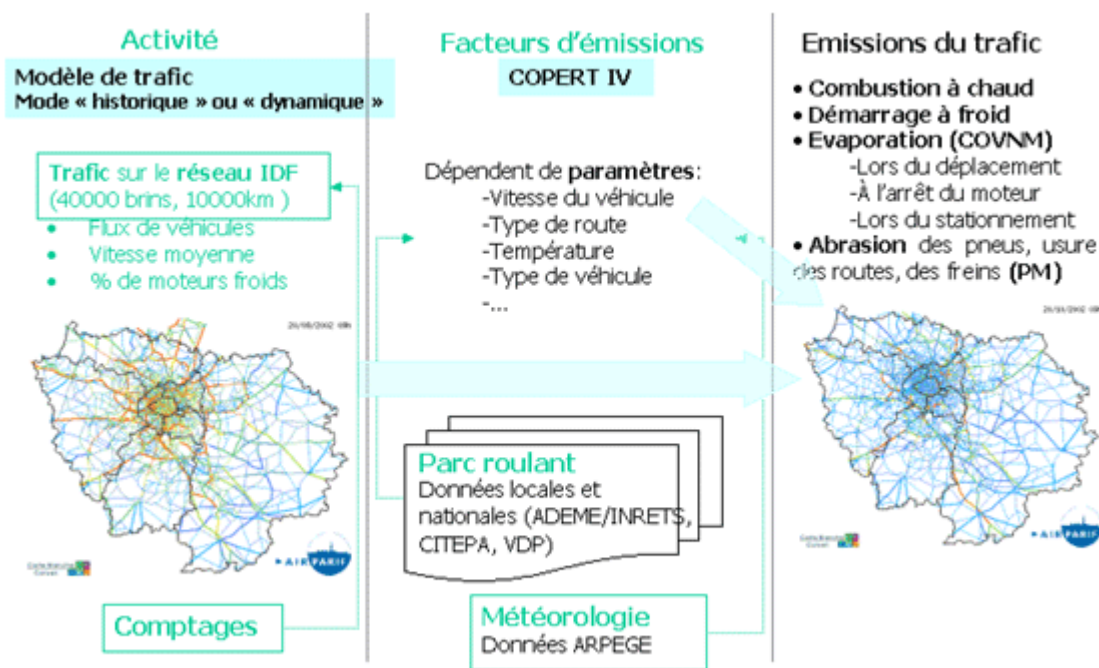 Activité
Modèle de trafic
Mode « historique » ou « dynamique »
Trafic sur le réseau IDF
(40000 brins, 10000km )
• Flux de véhicules
• Vitesse moyenne
• % de moteurs froids
AIRPARIF
Comptages
Facteurs d'émissions
COPERT IV
Dépendent de paramètres:
-Vitesse du véhicule
-Type de route
-Température
-Type de véhicule
-...
Parc roulant
Données locales et
nationales (ADEME/INRETS,
CITEPA, VDP)
Météorologie
Données ARPEGE
Emissions du trafic
• Combustion à chaud
• Démarrage à froid
• Evaporation (COVNM)
-Lors du déplacement
-À l'arrêt du moteur
-Lors du stationnement
• Abrasion des pneus, usure
des routes, des freins (PM)
AIRPARIF